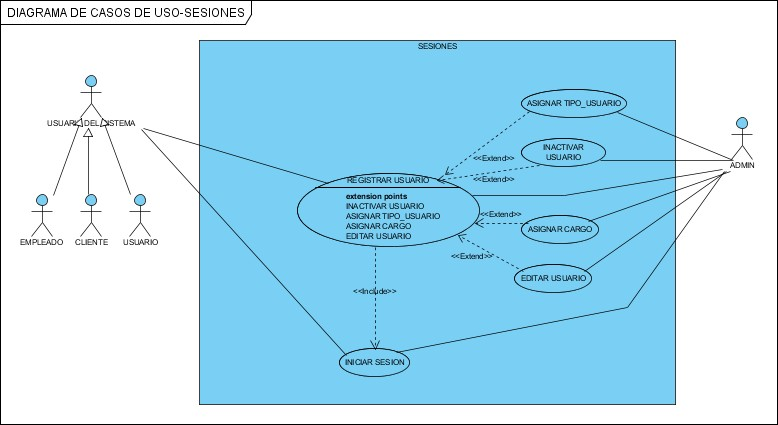 DIAGRAMA DE CASOS DE USO-SESIONES
SESIONES
USUARI DEL SISTEMA
ASIGNAR TIPO_USUARIO
<<Extend>>
INACTIVAR
USUARIO
ADMIN
<<Extend>>
REGISTRAR USUARIO
extension points
INACTIVAR USUARIO
ASIGNAR TIPO_USUARIO
ASIGNAR CARGO
EDITAR USUARIO
<<Extend>>
ASIGNAR CARGO
EMPLEADO
CLIENTE
USUARIO
<<Extend>>
EDITAR USUARIO
<<Include>>
INICIAR SESION